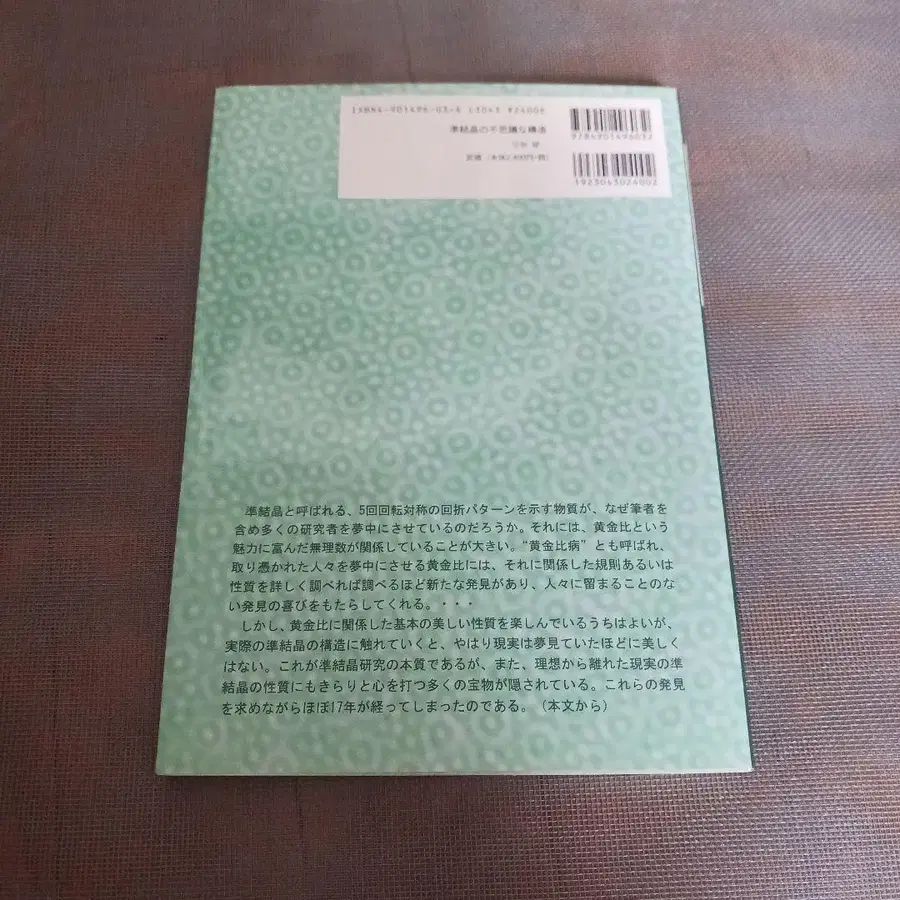 ISBN4-901496-03-4 C3043 ¥2400E
準結晶の不思議な構造
定価(本体2,400円+税)
9784901496032
1923043024002
準結晶と呼ばれる、5回回転対称の回折パターンを示す物質が、なぜ筆者を
含め多くの研究者を夢中にさせているのだろうか。それには、黄金比という
魅力に富んだ無理数が関係していることが大きい。“黄金比病”とも呼ばれ、
取り憑かれた人々を夢中にさせる黄金比には、それに関係した規則あるいは
性質を詳しく調べれば調べるほど新たな発見があり、人々に留まることのな
い発見の喜びをもたらしてくれる。・・・
しかし、黄金比に関係した基本の美しい性質を楽しんでいるうちはよいが、
実際の準結晶の構造に触れていくと、やはり現実は夢見ていたほどに美しく
はない。これが準結晶研究の本質であるが、また、理想から離れた現実の準
結晶の性質にもきらりと心を打つ多くの宝物が隠されている。これらの発見
を求めながらほぼ17年が経ってしまったのである。（本文から）